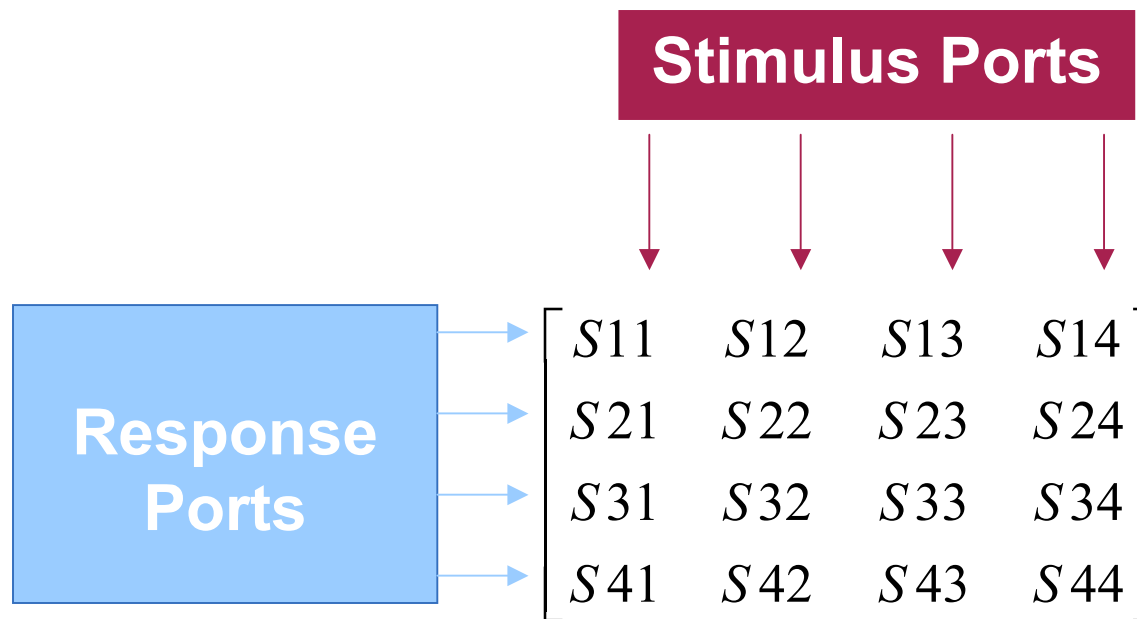 Stimulus Ports
Response
Ports
S11 S12 S13 S14
S21 S22 S23 S24
S31 S32 S33 S34
S41 S42 S43 S44